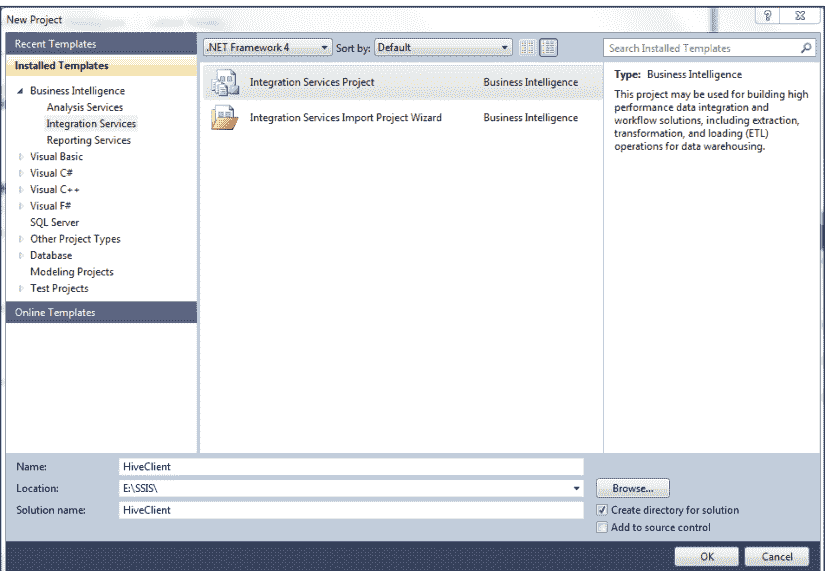 New Project
Recent Templates
Installed Templates
Business Intelligence
Analysis Services
Integration Services
Reporting Services
Visual Basic
Visual C#
Visual C++
Visual F#
SQL Server
Other Project Types
Database
Modeling Projects
Test Projects
Online Templates
.NET Framework 4 Sort by: Default
Integration Services Project Business Intelligence
Integration Services Import Project Wizard Business Intelligence
Search Installed Templates
Type: Business Intelligence
This project may be used for building high
performance data integration and
workflow solutions, including extraction,
transformation, and loading (ETL)
operations for data warehousing.
Name: HiveClient
Location: E:\SSIS\ Browse...
Solution name: HiveClient
Create directory for solution
Add to source control
OK Cancel